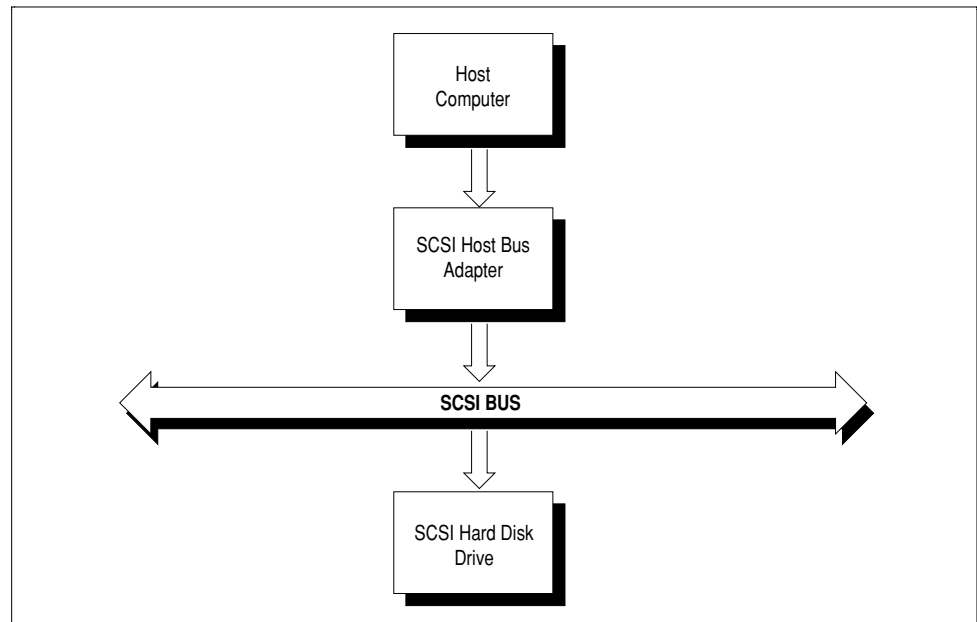 Host
Computer
SCSI Host Bus
Adapter
SCSI BUS
SCSI Hard Disk
Drive